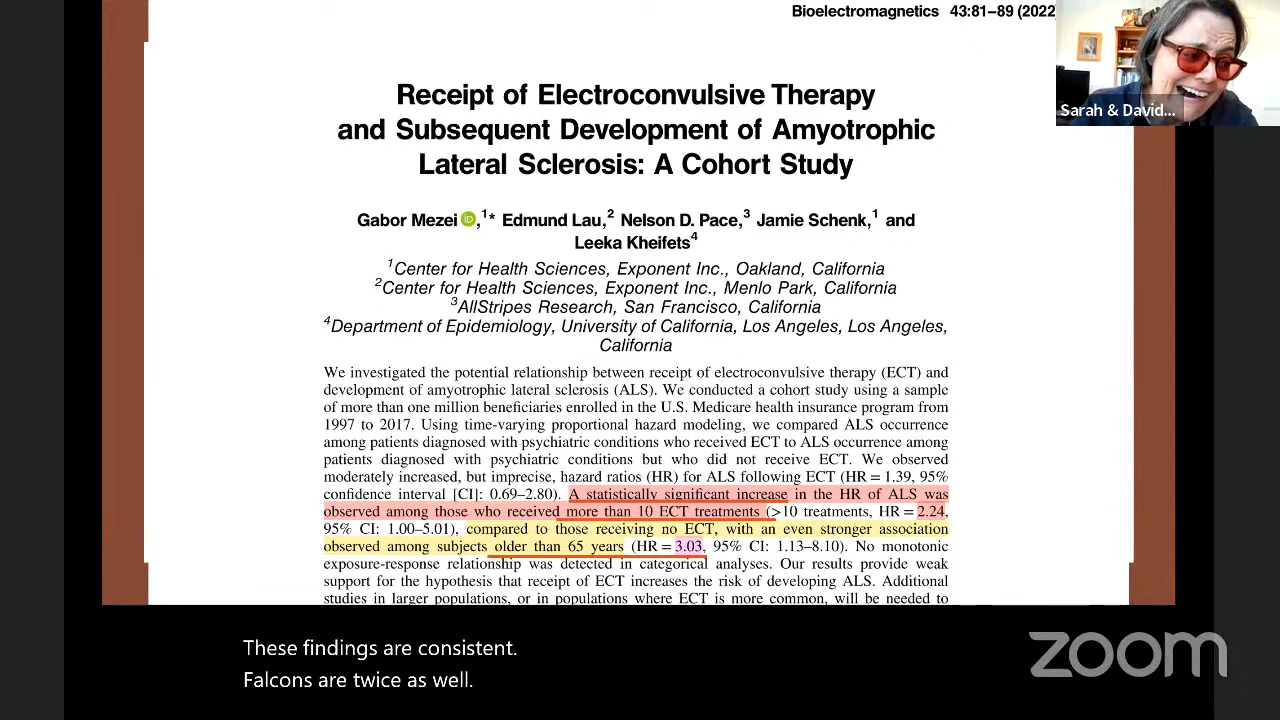 Bioelectromagnetics 43:81–89 (2022
Sarah & David...
Receipt of Electroconvulsive Therapy
and Subsequent Development of Amyotrophic
Lateral Sclerosis: A Cohort Study
Gabor Mezei iD,1* Edmund Lau,2 Nelson D. Pace,3 Jamie Schenk,1 and
Leeka Kheifets4
1Center for Health Sciences, Exponent Inc., Oakland, California
2Center for Health Sciences, Exponent Inc., Menlo Park, California
3AllStripes Research, San Francisco, California
4Department of Epidemiology, University of California, Los Angeles, Los Angeles,
California
We investigated the potential relationship between receipt of electroconvulsive therapy (ECT) and
development of amyotrophic lateral sclerosis (ALS). We conducted a cohort study using a sample
of more than one million beneficiaries enrolled in the U.S. Medicare health insurance program from
1997 to 2017. Using time-varying proportional hazard modeling, we compared ALS occurrence
among patients diagnosed with psychiatric conditions who received ECT to ALS occurrence among
patients diagnosed with psychiatric conditions but who did not receive ECT. We observed
moderately increased, but imprecise, hazard ratios (HR) for ALS following ECT (HR = 1.39, 95%
confidence interval [CI]: 0.69–2.80). A statistically significant increase in the HR of ALS was
observed among those who received more than 10 ECT treatments (>10 treatments, HR = 2.24,
95% CI: 1.00–5.01), compared to those receiving no ECT, with an even stronger association
observed among subjects older than 65 years (HR = 3.03, 95% CI: 1.13–8.10). No monotonic
exposure-response relationship was detected in categorical analyses. Our results provide weak
support for the hypothesis that receipt of ECT increases the risk of developing ALS. Additional
studies in larger populations, or in populations where ECT is more common, will be needed to
These findings are consistent.
Falcons are twice as well.
zoom